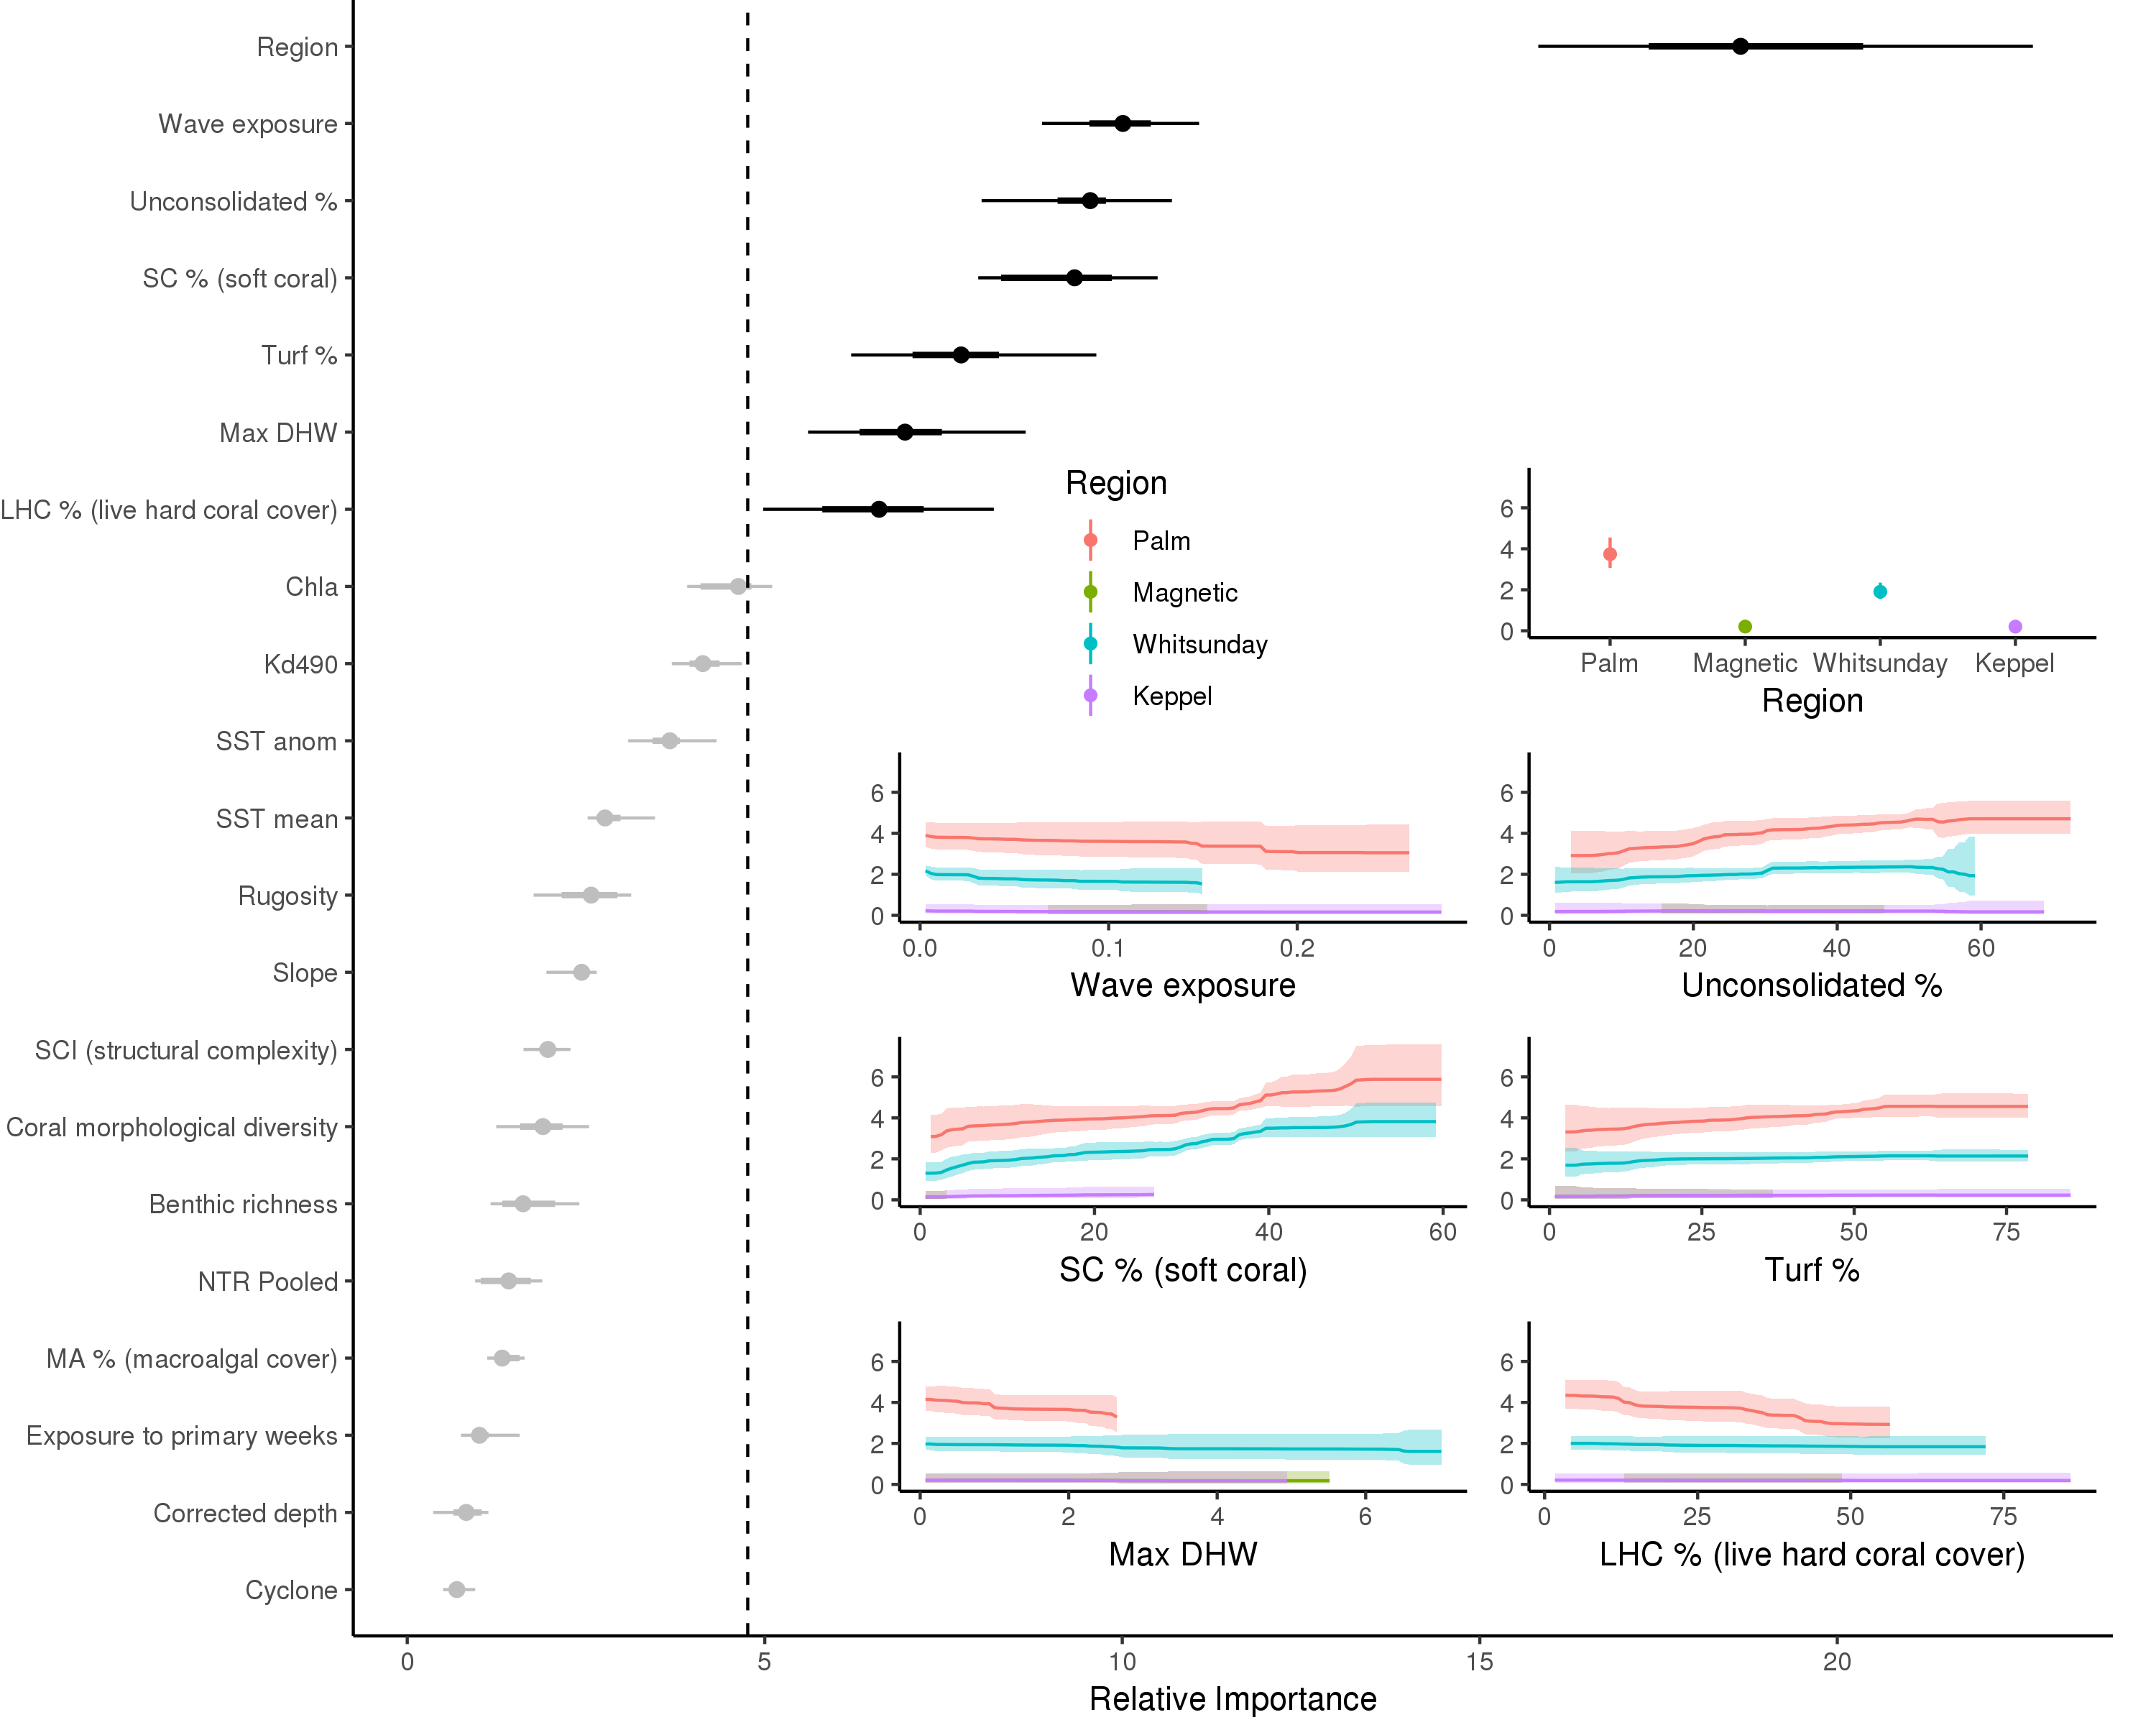 Region
Wave exposure
Unconsolidated %
SC % (soft coral)
Turf %
Max DHW
LHC % (live hard coral cover)
Chla
Kd490
SST anom
SST mean
Rugosity
Slope
SCI (structural complexity)
Coral morphological diversity
Benthic richness
NTR Pooled
MA % (macroalgal cover)
Exposure to primary weeks
Corrected depth
Cyclone
0 5 10 15 20
Relative Importance
Region
Palm
Magnetic
Whitsunday
Keppel
6
4
2
0
Palm Magnetic Whitsunday Keppel
Region
6
4
2
0
0.0 0.1 0.2
Wave exposure
6
4
2
0
0 20 40 60
Unconsolidated %
6
4
2
0
0 20 40 60
SC % (soft coral)
6
4
2
0
0 25 50 75
Turf %
6
4
2
0
0 2 4 6
Max DHW
6
4
2
0
0 25 50 75
LHC % (live hard coral cover)